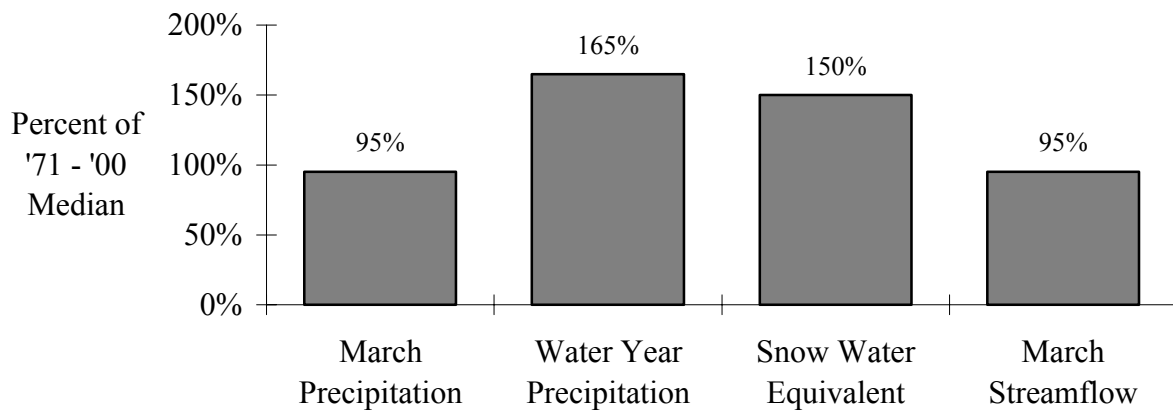 200%
150%
100%
50%
0%
Percent of
'71 - '00
Median
95%
165%
150%
95%
March
Precipitation
Water Year
Precipitation
Snow Water
Equivalent
March
Streamflow